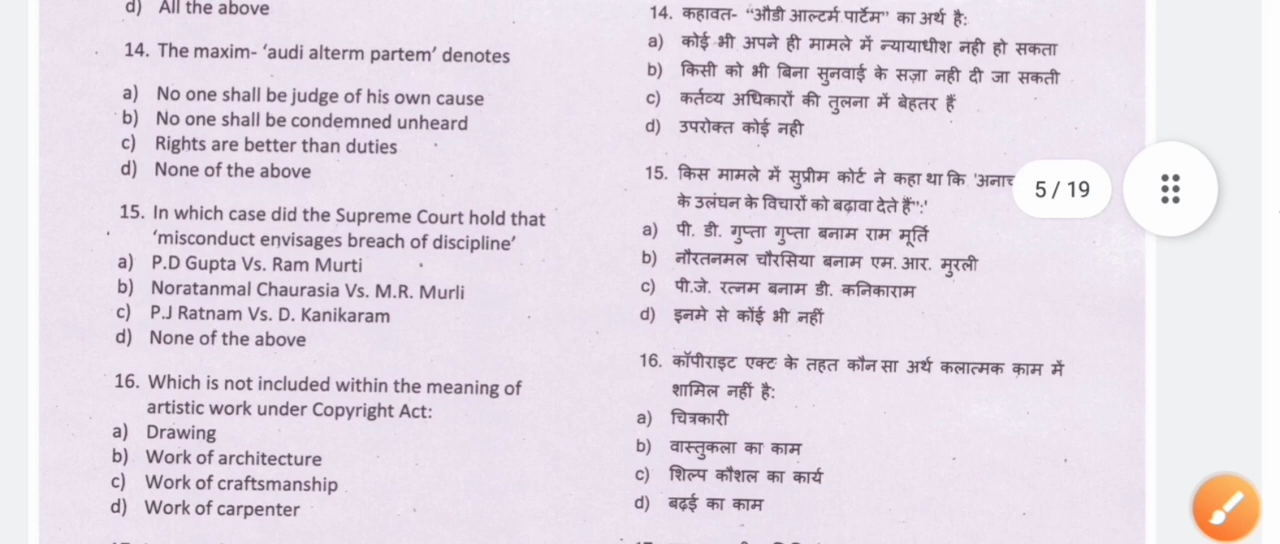 d) All the above
14. The maxim- ‘audi alterm partem’ denotes
a) No one shall be judge of his own cause
b) No one shall be condemned unheard
c) Rights are better than duties
d) None of the above
15. In which case did the Supreme Court hold that
‘misconduct envisages breach of discipline’
a) P.D Gupta Vs. Ram Murti
b) Noratanmal Chaurasia Vs. M.R. Murli
c) P.J Ratnam Vs. D. Kanikaram
d) None of the above
16. Which is not included within the meaning of
artistic work under Copyright Act:
a) Drawing
b) Work of architecture
c) Work of craftsmanship
d) Work of carpenter
14. कहावत- “औडी आल्टर्म पार्टेम” का अर्थ है:
a) कोई भी अपने ही मामले में न्यायाधीश नही हो सकता
b) किसी को भी बिना सुनवाई के सज़ा नही दी जा सकती
c) कर्तव्य अधिकारों की तुलना में बेहतर हैं
d) उपरोक्त कोई नही
15. किस मामले में सुप्रीम कोर्ट ने कहा था कि
के उलंघन के विचारों को बढ़ावा देते हैं":'
a) पी. डी. गुप्ता गुप्ता बनाम राम मूर्ति
b) नौरतनमल चौरसिया बनाम एम. आर. मुरली
c) पी.जे. रत्नम बनाम डी. कनिकाराम
d) इनमे से कोंई भी नहीं
16. कॉपीराइट एक्ट के तहत कौन सा अर्थ कलात्मक काम में
शामिल नहीं है:
a) चित्रकारी
b) वास्तुकला का काम
c) शिल्प कौशल का कार्य
d) बढ़ई का काम
5 / 19